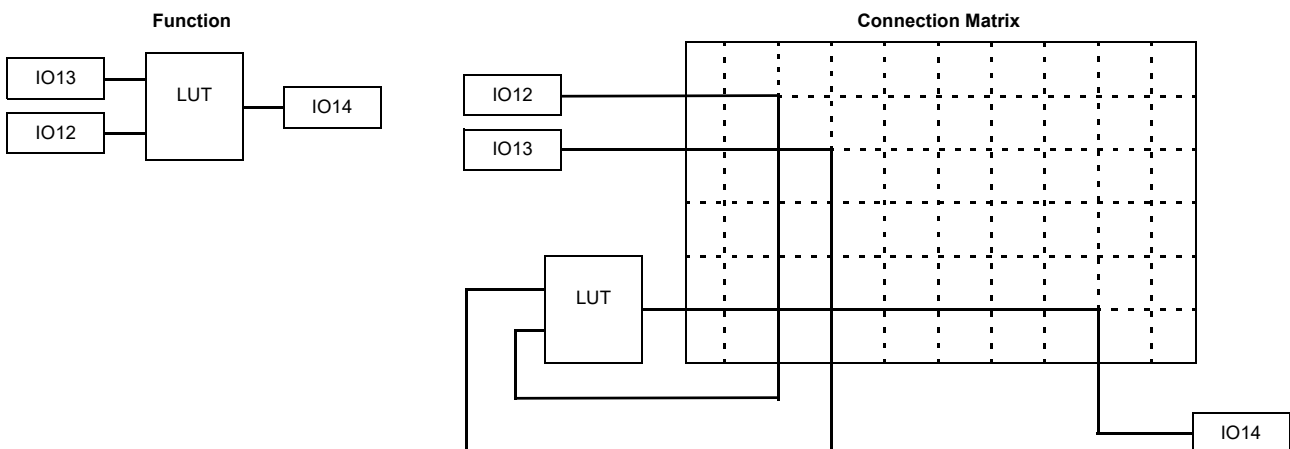 Function
IO13
IO12
LUT
IO14
Connection Matrix
IO12
IO13
LUT
IO14